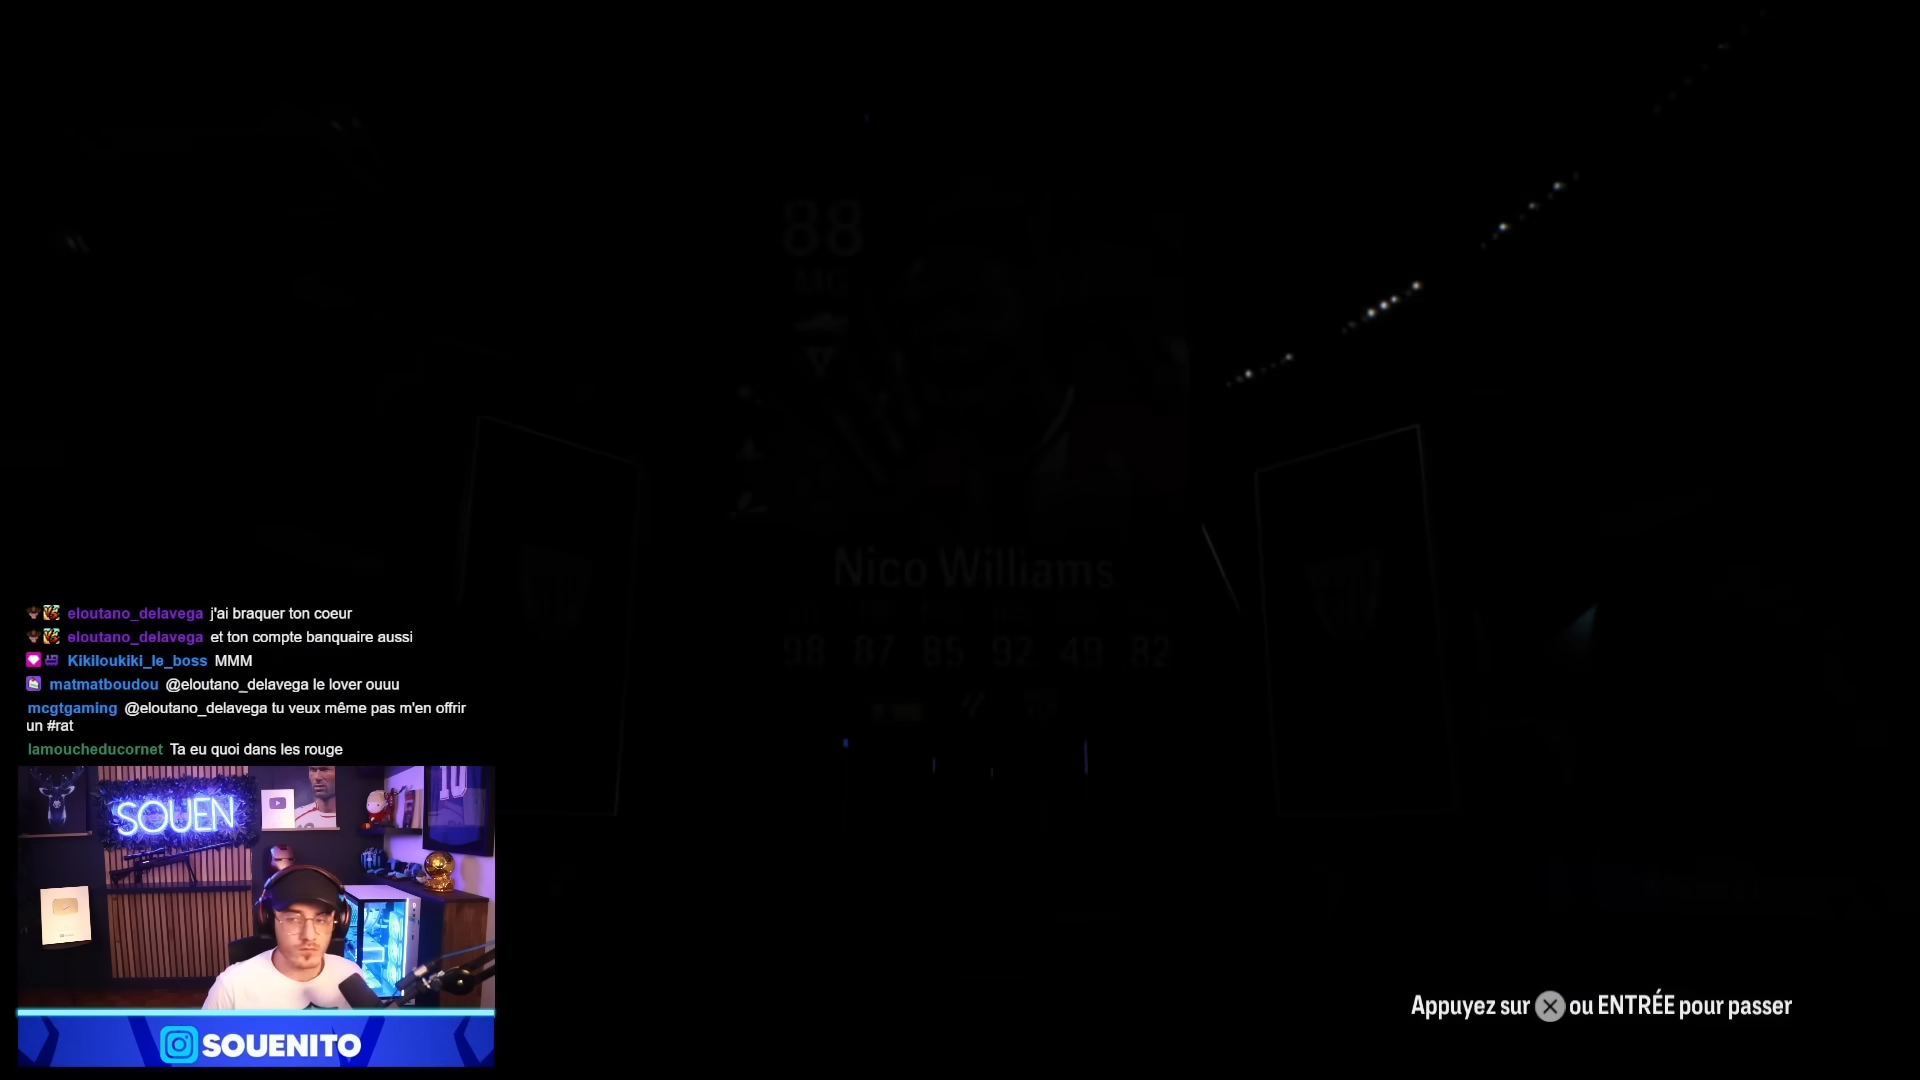 88
MG
Nico Williams
98 87 85 92 49 82
eloutano_delavega j'ai braquer ton coeur
eloutano_delavega et ton compte banquaire aussi
Kikiloukiki_le_boss MMM
matmatboudou @eloutano_delavega le lover ouuu
mcgtgaming @eloutano_delavega tu veux même pas m'en offrir
un #rat
lamoucheducornet Ta eu quoi dans les rouge
SOUEN
10
SOUENITO
Appuyez sur ou ENTRÉE pour passer